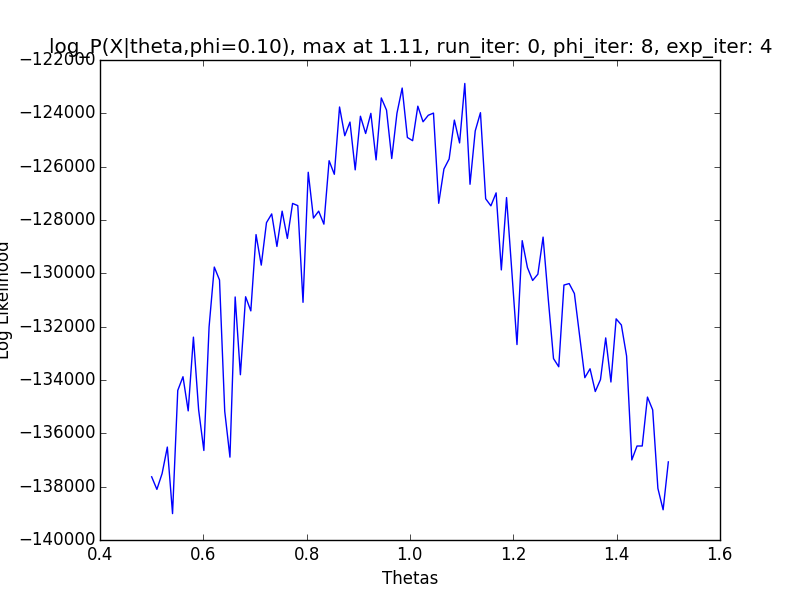 log_P(X|theta,phi=0.10), max at 1.11, run_iter: 0, phi_iter: 8, exp_iter: 4
−122000
−124000
−126000
−128000
−130000
−132000
−134000
−136000
−138000
−140000
Log Likelihood
0.4 0.6 0.8 1.0 1.2 1.4 1.6
Thetas